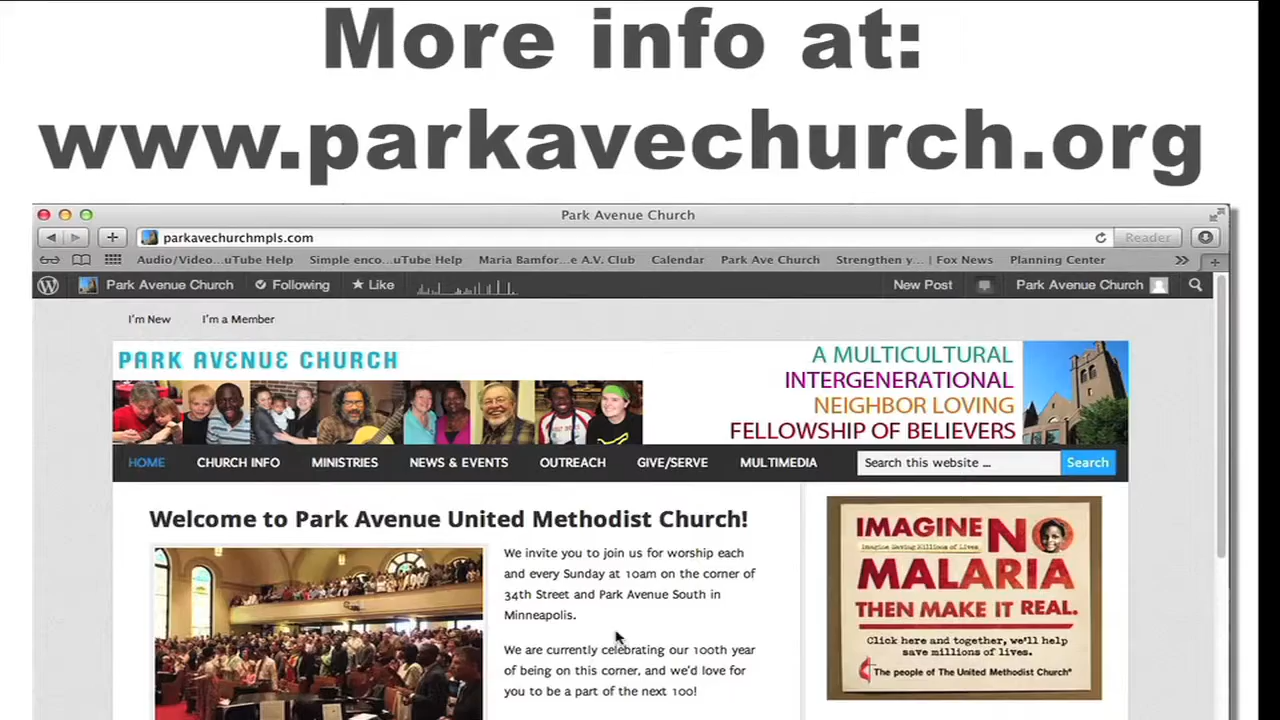 More info at:
www.parkavechurch.org
Park Avenue Church
parkavechurchmpls.com
Reader
Audio/Video...uTube Help
Simple enco...uTube Help
Maria Bamfor...e A.V. Club
Calendar
Park Ave Church
Strengthen y... | Fox News
Planning Center
Park Avenue Church
Following
Like
New Post
Park Avenue Church
I'm New
I'm a Member
PARK AVENUE CHURCH
A MULTICULTURAL
INTERGENERATIONAL
NEIGHBOR LOVING
FELLOWSHIP OF BELIEVERS
HOME
CHURCH INFO
MINISTRIES
NEWS & EVENTS
OUTREACH
GIVE/SERVE
MULTIMEDIA
Search this website ...
Search
Welcome to Park Avenue United Methodist Church!
We invite you to join us for worship each
and every Sunday at 10am on the corner of
34th Street and Park Avenue South in
Minneapolis.
We are currently celebrating our 100th year
of being on this corner, and we'd love for
you to be a part of the next 100!
IMAGINE NO
Imagine Saving Millions of Lives
MALARIA
THEN MAKE IT REAL.
Click here and together, we'll help
save millions of lives.
The people of The United Methodist Church®